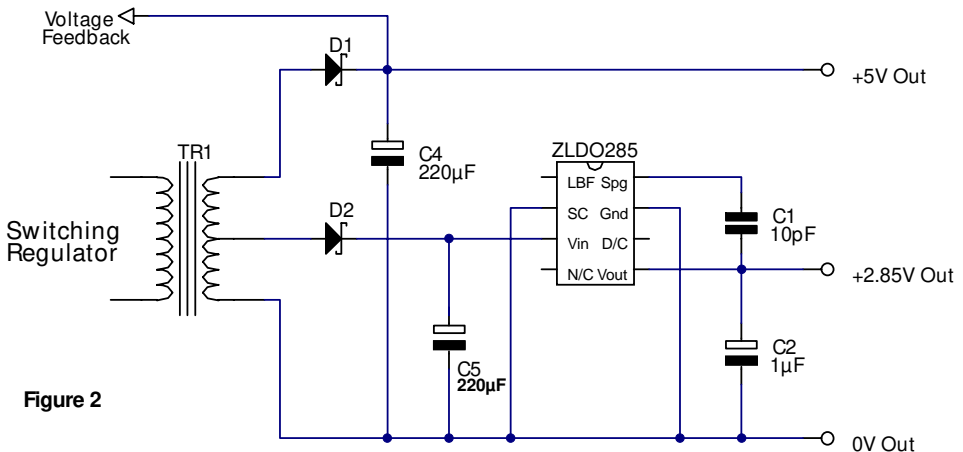 Voltage
Feedback
D1
+5V Out
TR1
C4
220µF
ZLDO285
LBF Spg
SC Gnd
Vin D/C
N/C Vout
C1
10pF
Switching
Regulator
D2
+2.85V Out
C5
220µF
C2
1µF
Figure 2
0V Out